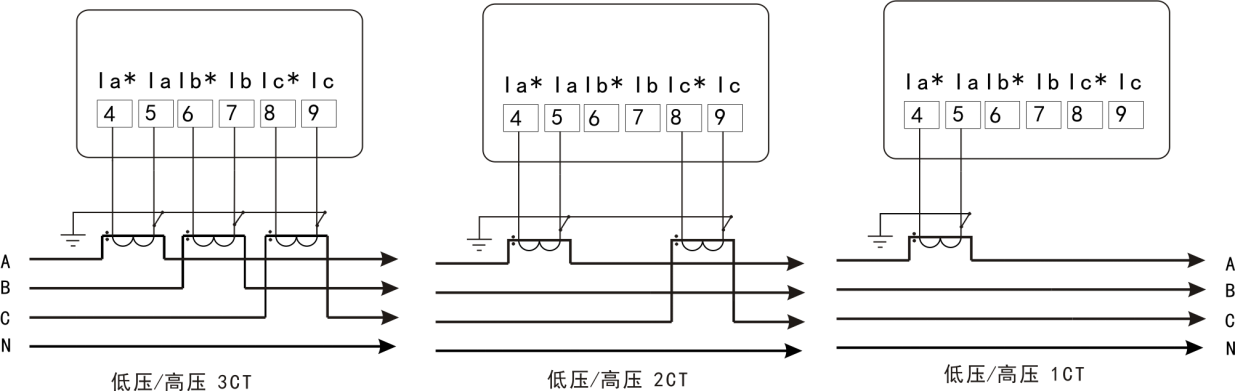 Ia* Ia Ib* Ib Ic* Ic
4 5 6 7 8 9
A
B
C
N
低压/高压 3CT
Ia* Ia Ib* Ib Ic* Ic
4 5 6 7 8 9
低压/高压 2CT
Ia* Ia Ib* Ib Ic* Ic
4 5 6 7 8 9
A
B
C
N
低压/高压 1CT